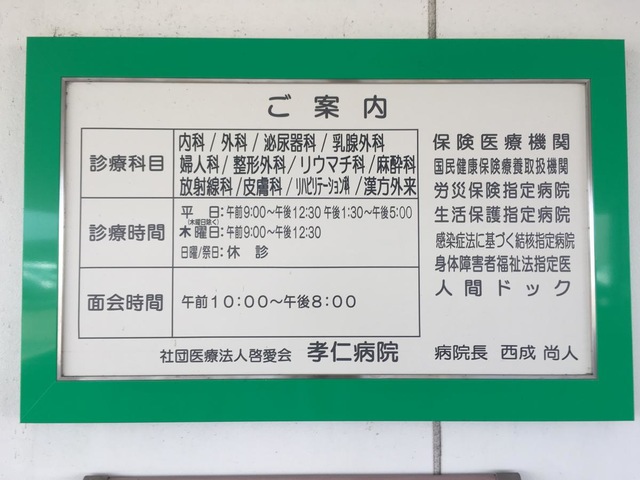 ご案内
診療科目
内科/外科/泌尿器科/乳腺外科
婦人科/整形外科/リウマチ科/麻酔科
放射線科/皮膚科/リハビリテーション科/漢方外来
診療時間
平 日:午前9:00～午後12:30 午後1:30～午後5:00
(木曜日除く)
木曜日:午前9:00～午後12:30
日曜/祭日:休 診
面会時間
午前10:00～午後8:00
保険医療機関
国民健康保険療養取扱機関
労災保険指定病院
生活保護指定病院
感染症法に基づく結核指定病院
身体障害者福祉法指定医
人間ドック
社団医療法人啓愛会 孝仁病院 病院長 西成 尚人